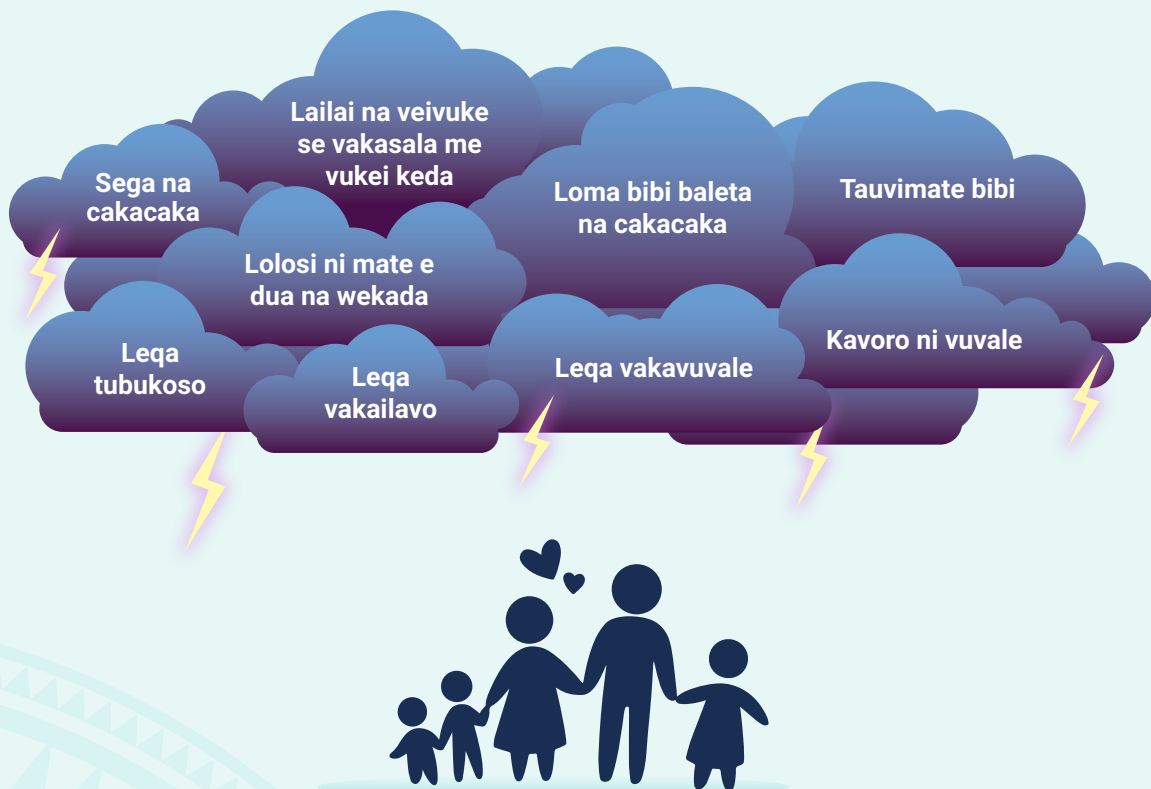 Lailai na veivuke
se vakasala me
vukei keda
Sega na
cakacaka
Loma bibi baleta
na cakacaka
Tauvimate bibi
Lolosi ni mate e
dua na wekada
Leqa
tubukoso
Leqa
vakailavo
Leqa vakavuvale
Kavoro ni vuvale